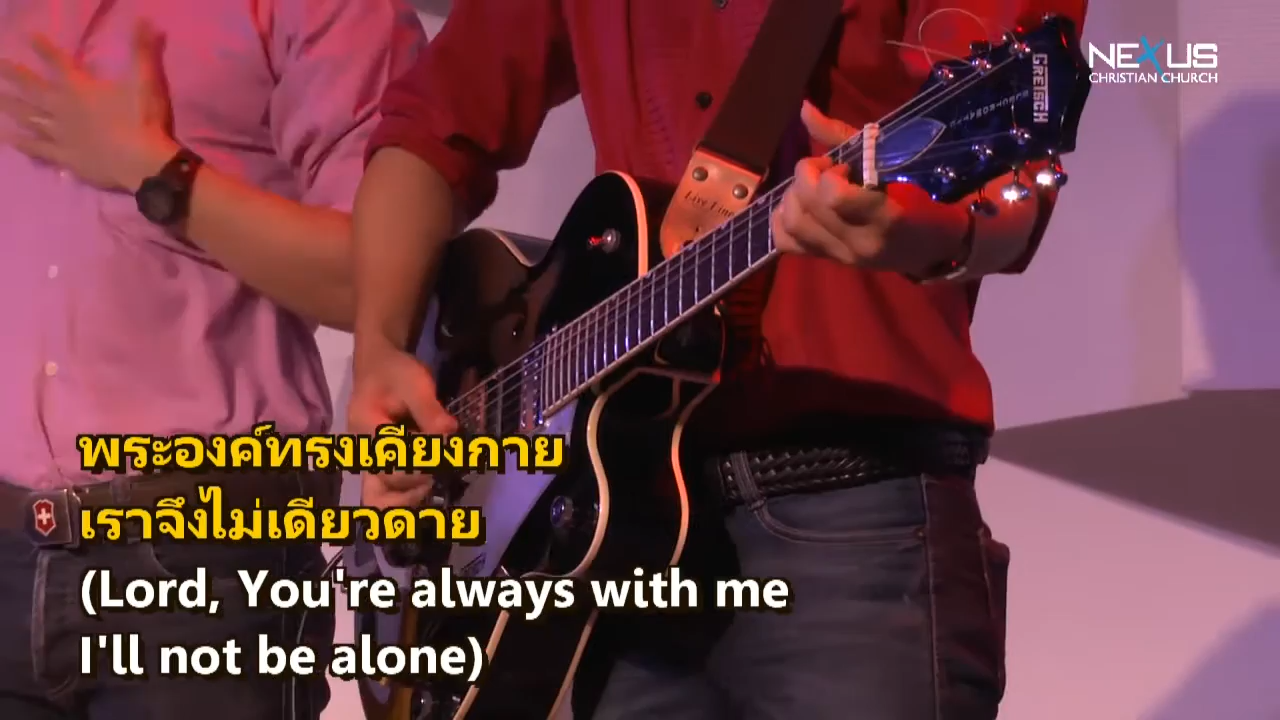 NEXUS
CHRISTIAN CHURCH
GRETSCH
พระองค์ทรงเคียงกาย
เราจึงไม่เดียวดาย
(Lord, You're always with me
I'll not be alone)